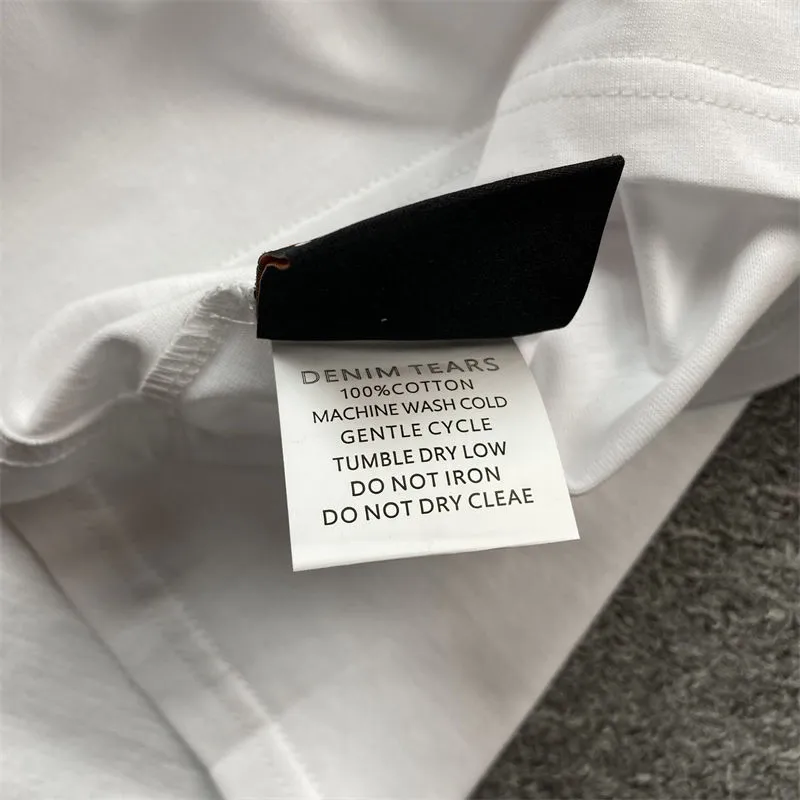 DENIM TEARS
100%COTTON
MACHINE WASH COLD
GENTLE CYCLE
TUMBLE DRY LOW
DO NOT IRON
DO NOT DRY CLEAE